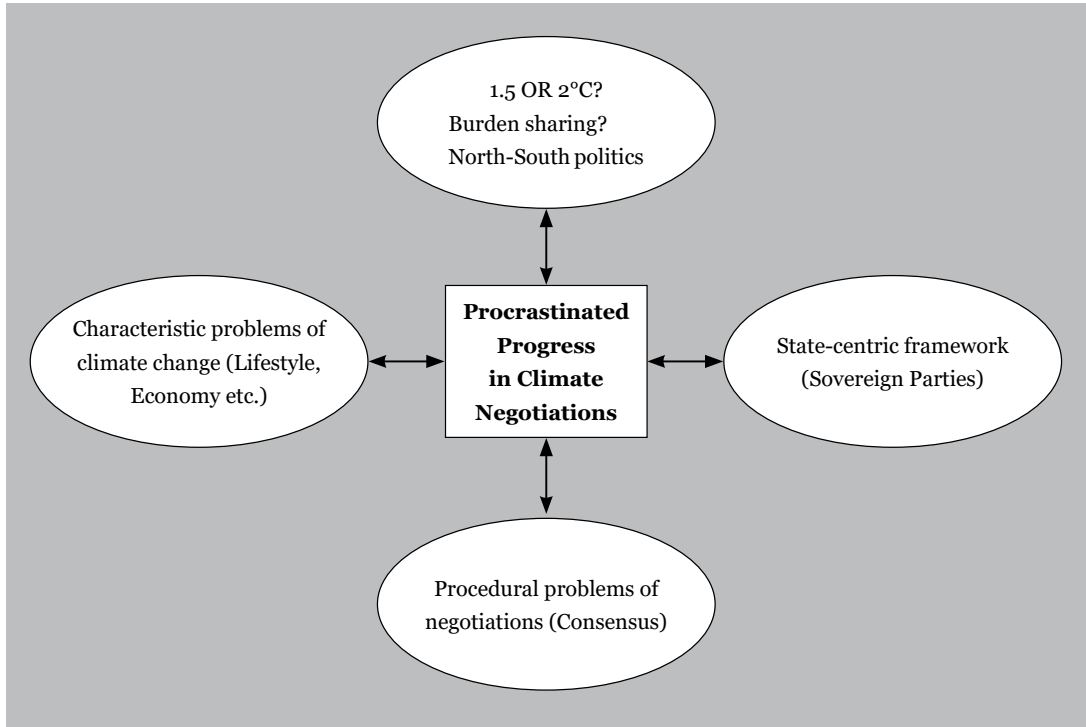 1.5 OR 2°C?
Burden sharing?
North-South politics
Characteristic problems of
climate change (Lifestyle,
Economy etc.)
Procrastinated
Progress
in Climate
Negotiations
State-centric framework
(Sovereign Parties)
Procedural problems of
negotiations (Consensus)